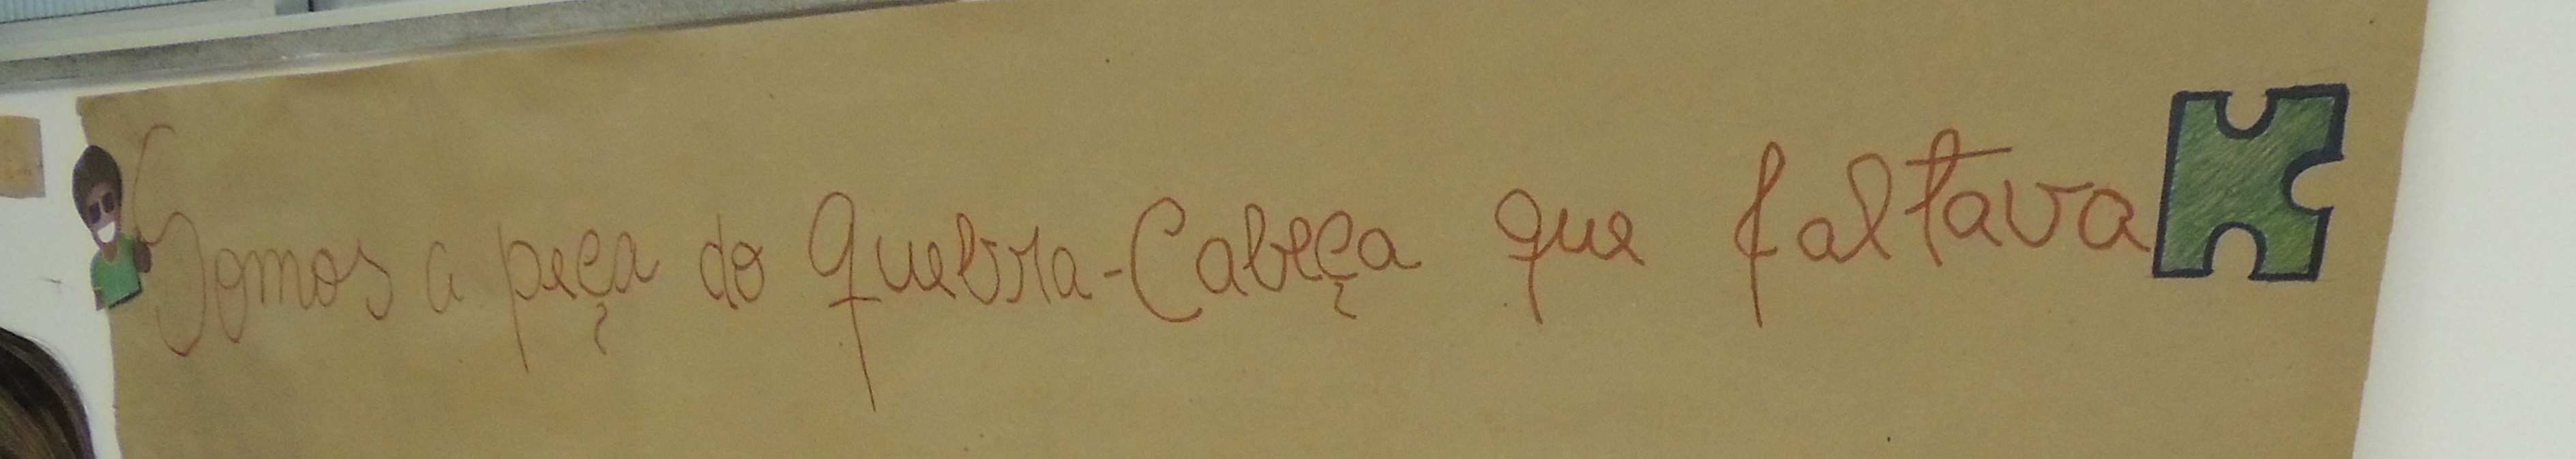 Somos a peça do Quebra-Cabeça que faltava